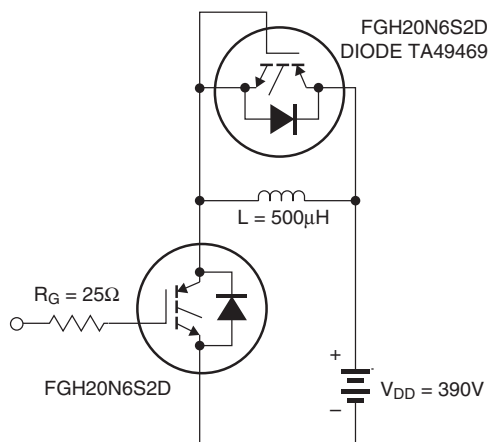 FGH20N6S2D
DIODE TA49469
L = 500μH
R_G = 25Ω
FGH20N6S2D
+
V_DD = 390V
–